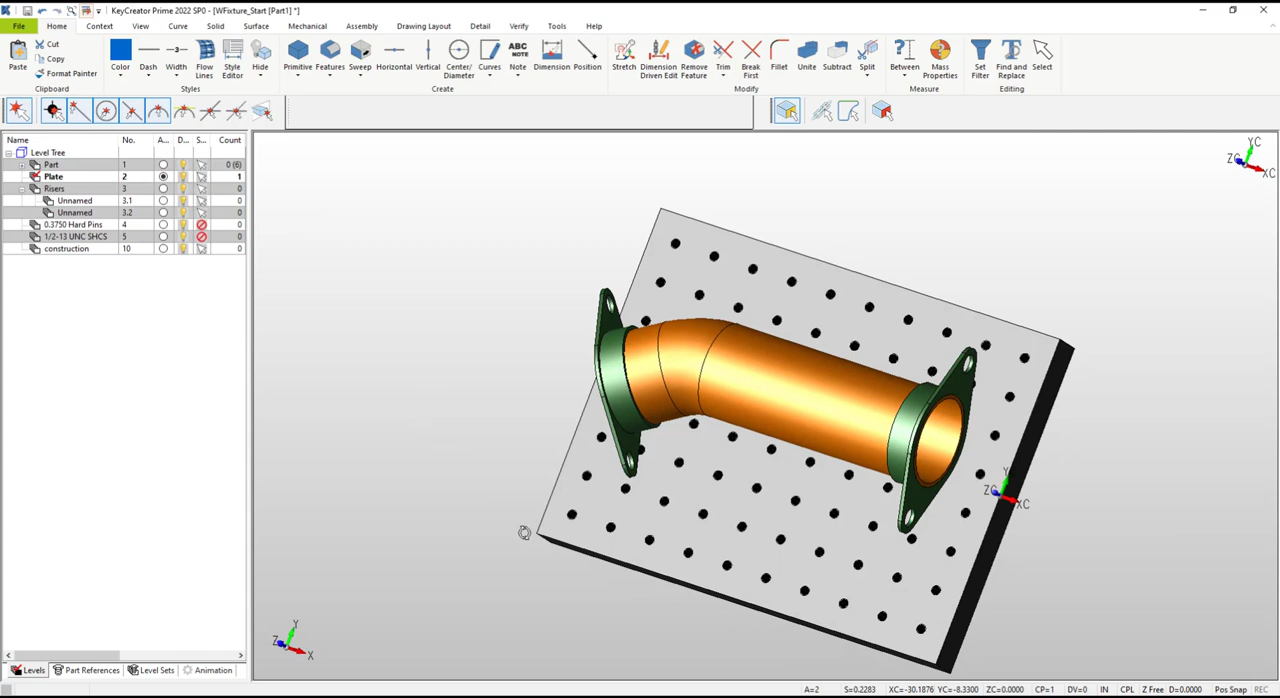 KeyCreator Prime 2022 SP0 - [WFixture_Start [Part1] *]
File Home Context View Curve Solid Surface Mechanical Assembly Drawing Layout Detail Verify Tools Help
Paste Cut Copy Format Painter
Color Dash Width Flow Lines Style Editor Hide
Primitive Features Sweep Horizontal Vertical Center/ Diameter Curves ABC NOTE Note Dimension Position
Stretch Dimension Driven Edit Remove Feature Trim Break First Fillet Unite Subtract Split
Between Mass Properties Set Filter Find and Replace Select
Clipboard Styles Create Modify Measure Editing
Name No. A... D... S... Count
Level Tree
Part 1 0 (6)
Plate 2 1
Risers 3 0
Unnamed 3.1 0
Unnamed 3.2 0
0.3750 Hard Pins 4 0
1/2-13 UNC SHCS 5 0
construction 10 0
YC
ZC
XC
Y
ZC
XC
Y
Z
X
Levels Part References Level Sets Animation
A=2 S=0.2283 XC=-30.1876 YC=-8.3300 ZC=0.0000 CP=1 DV=0 IN CPL Z Free D=0.0000 Pos Snap REC